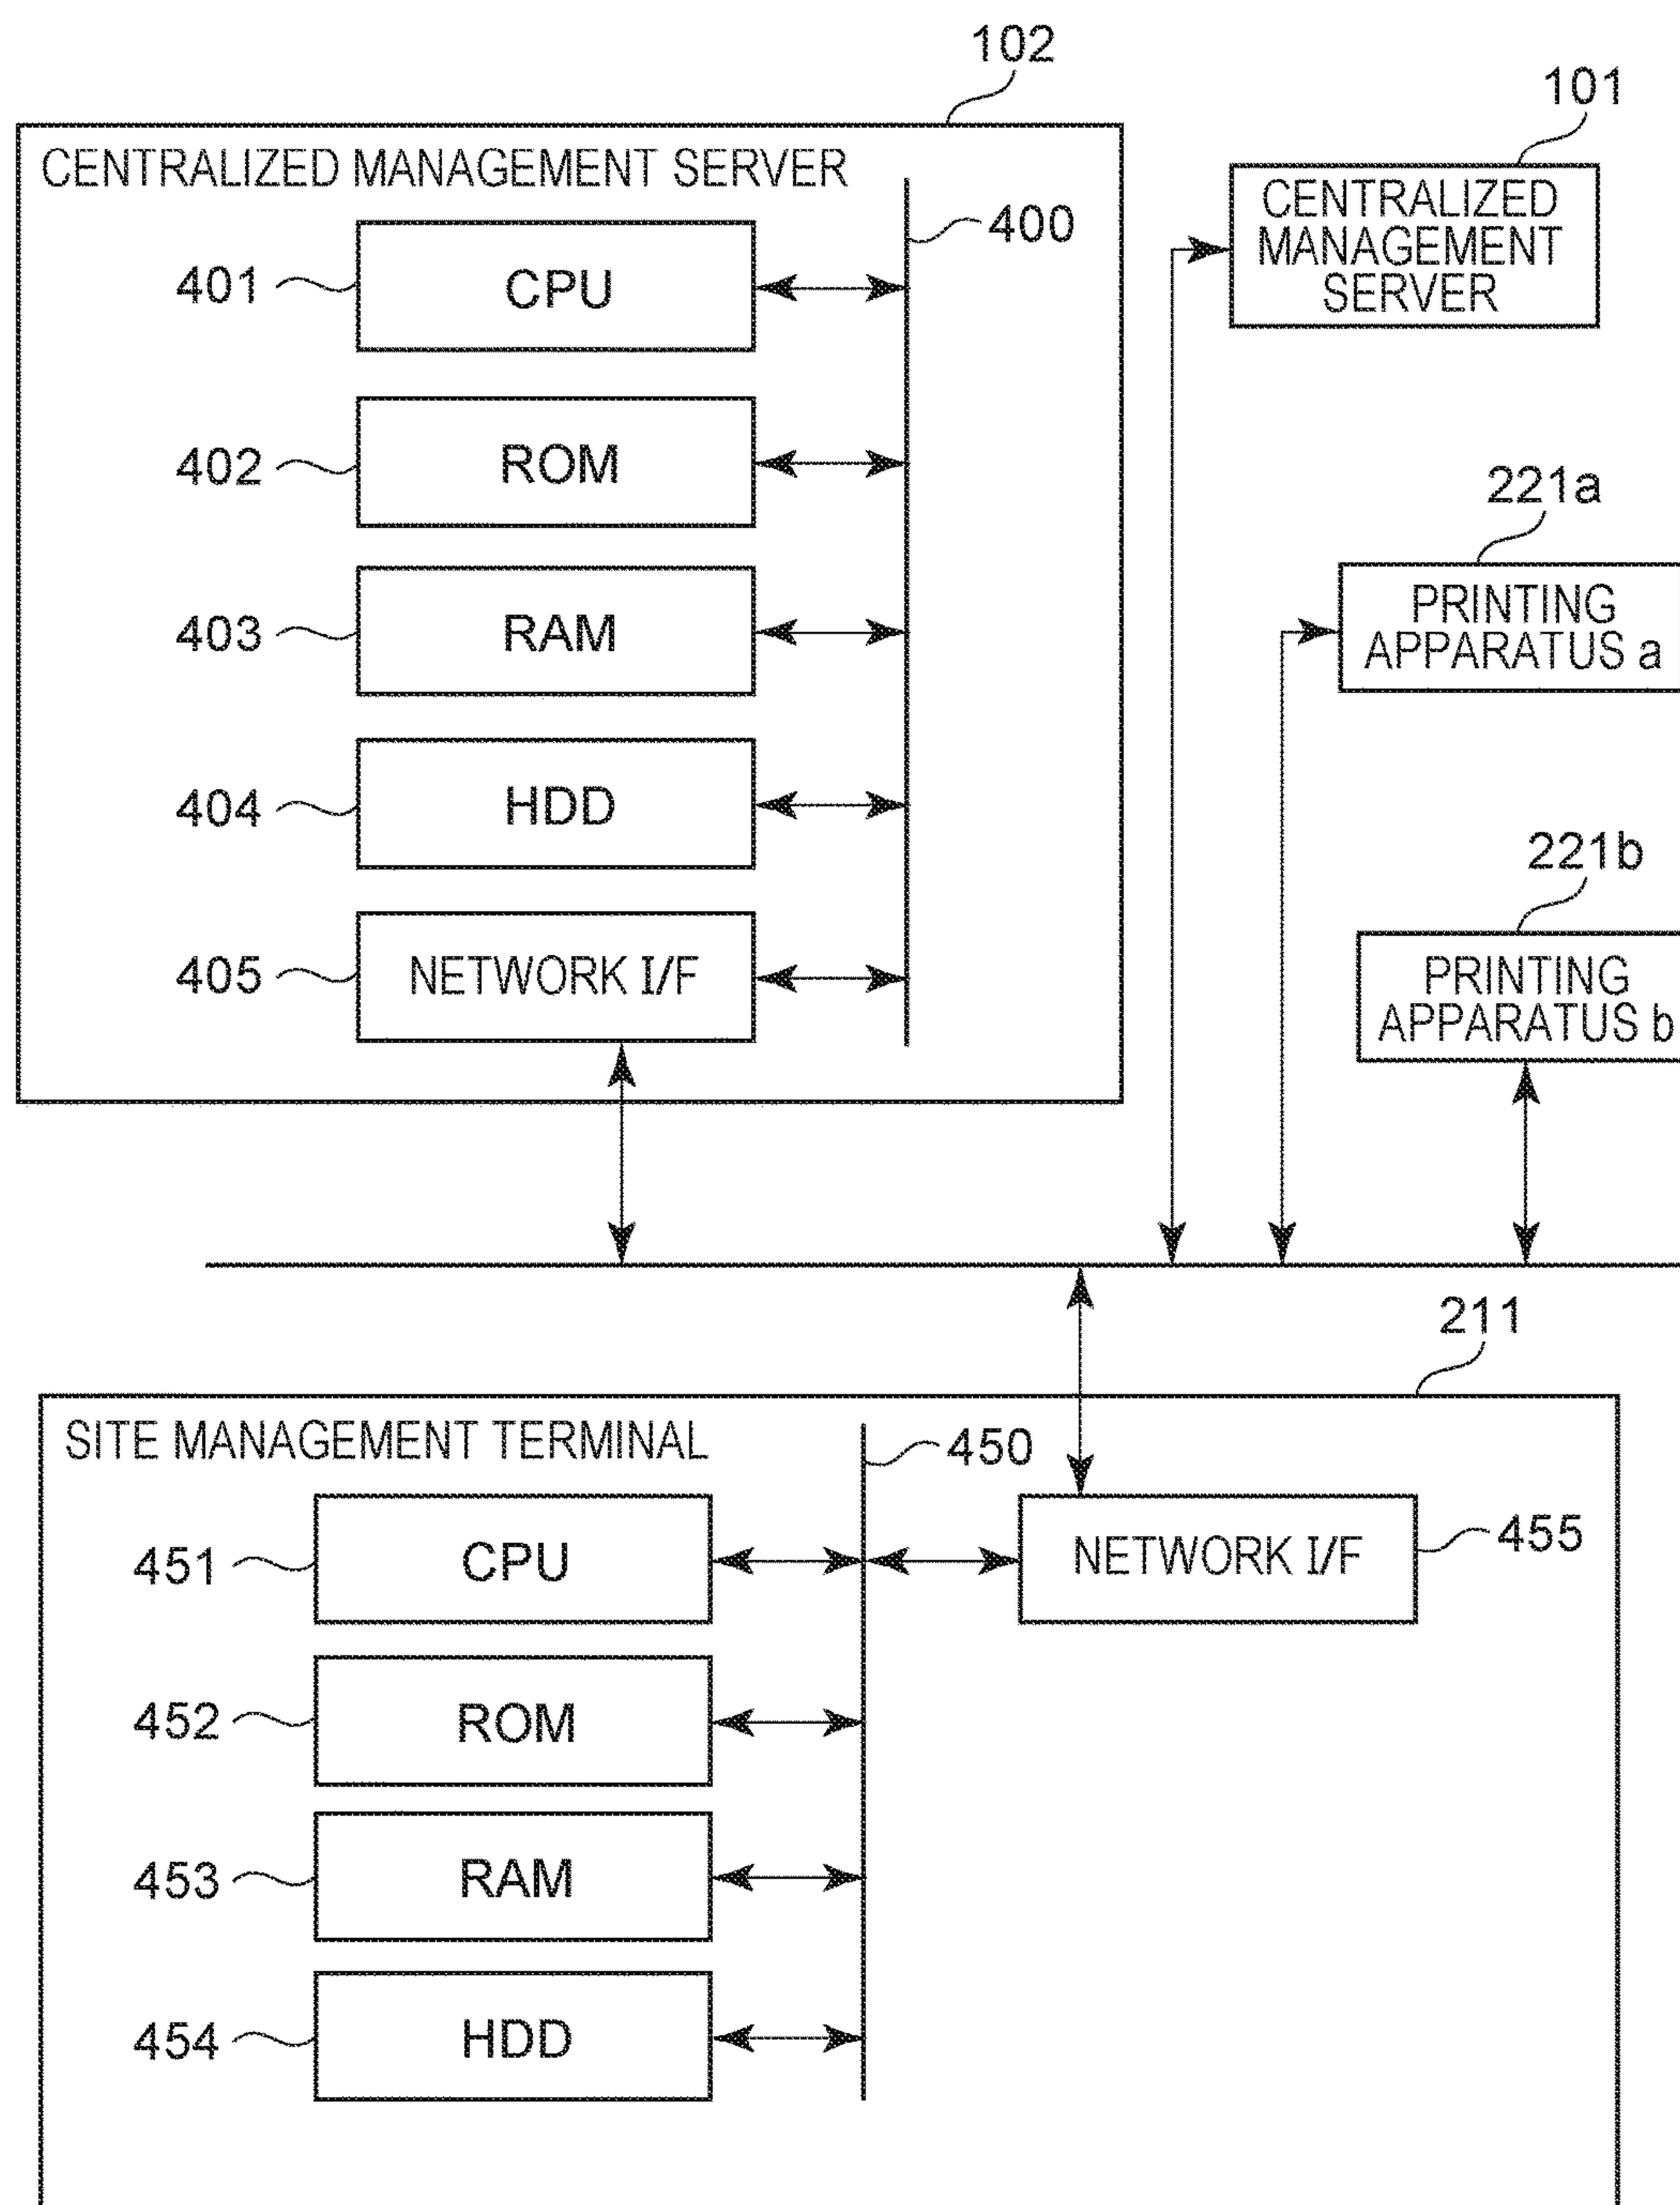 102
CENTRALIZED MANAGEMENT SERVER
400
401
CPU
402
ROM
403
RAM
404
HDD
405
NETWORK I/F
101
CENTRALIZED
MANAGEMENT
SERVER
221a
PRINTING
APPARATUS a
221b
PRINTING
APPARATUS b
211
SITE MANAGEMENT TERMINAL
450
451
CPU
NETWORK I/F
455
452
ROM
453
RAM
454
HDD